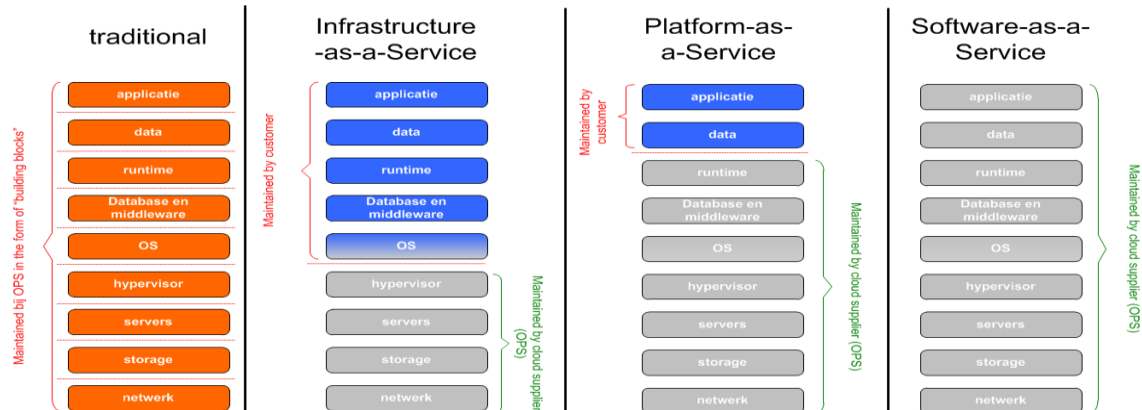 traditional
Maintained bij OPS in the form of "building blocks"
applicatie
data
runtime
Database en
middleware
OS
hypervisor
servers
storage
netwerk
Infrastructure
-as-a-Service
Maintained by customer
applicatie
data
runtime
Database en
middleware
OS
hypervisor
servers
storage
netwerk
Maintained by cloud supplier
(OPS)
Platform-as-
a-Service
Maintained by
customer
applicatie
data
runtime
Database en
middleware
OS
hypervisor
servers
storage
netwerk
Maintained by cloud supplier (OPS)
Software-as-a-
Service
applicatie
data
runtime
Database en
middleware
OS
hypervisor
servers
storage
netwerk
Maintained by cloud supplier (OPS)